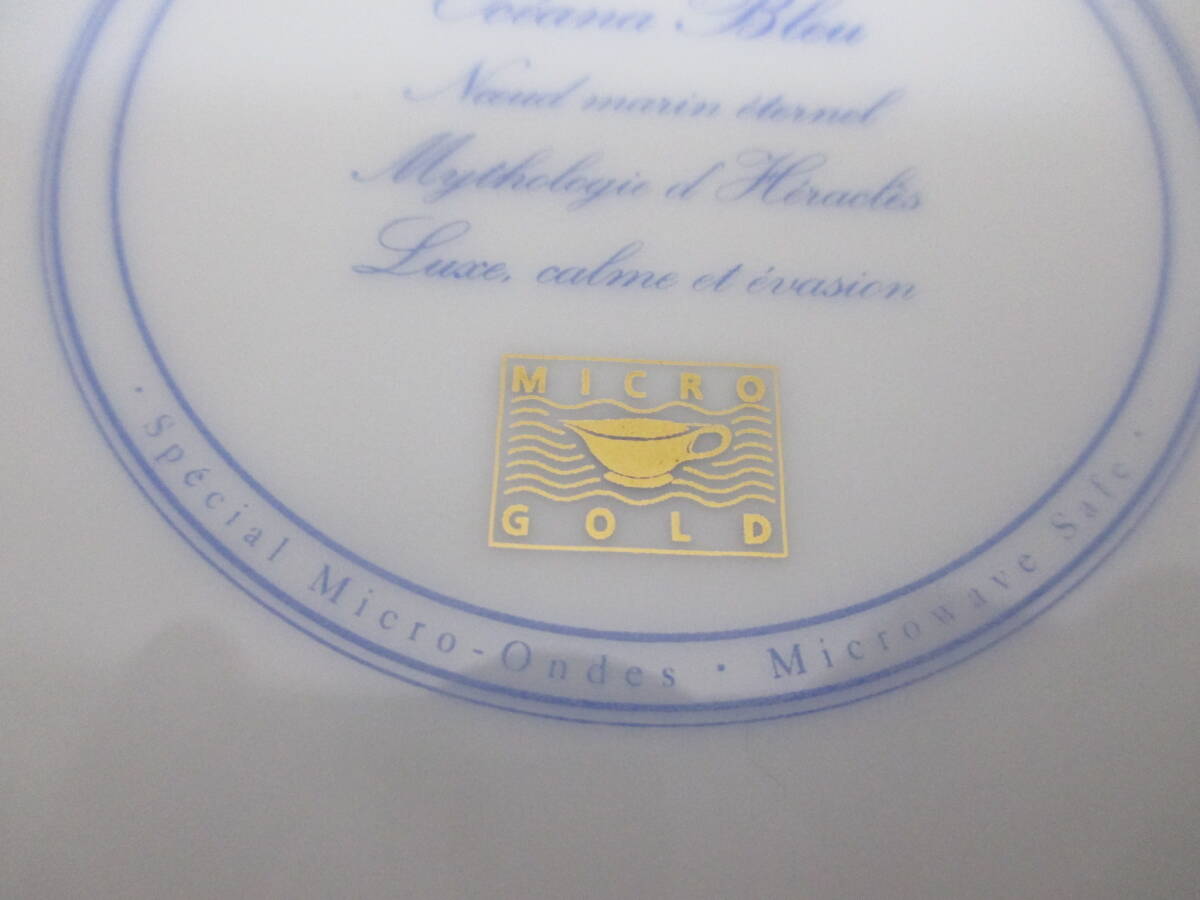 Océana Bleu
Nœud marin éternel
Mythologie d'Héraclès
Luxe, calme et évasion
MICRO
GOLD
· Spécial Micro-Ondes · Microwave Safe ·